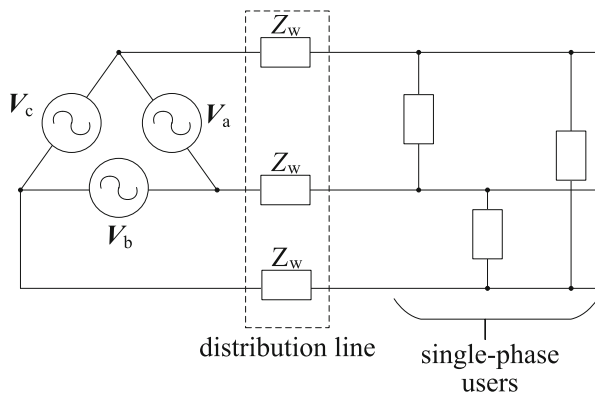 Z_w
V_c
V_a
Z_w
V_b
Z_w
distribution line
single-phase
users